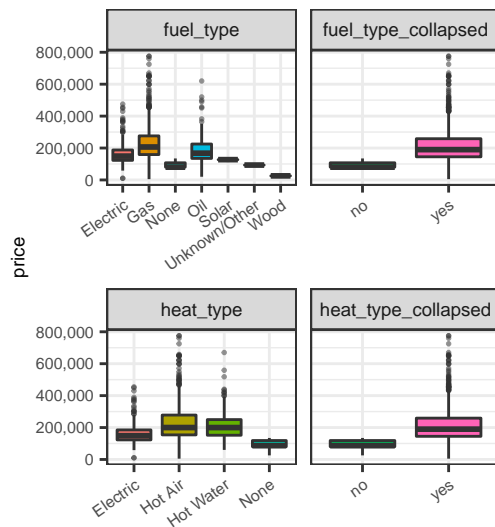 fuel_type
fuel_type_collapsed
800,000
600,000
400,000
200,000
0
Electric
Gas
None
Oil
Solar
Unknown/Other
Wood
no
yes
price
heat_type
heat_type_collapsed
800,000
600,000
400,000
200,000
0
Electric
Hot Air
Hot Water
None
no
yes